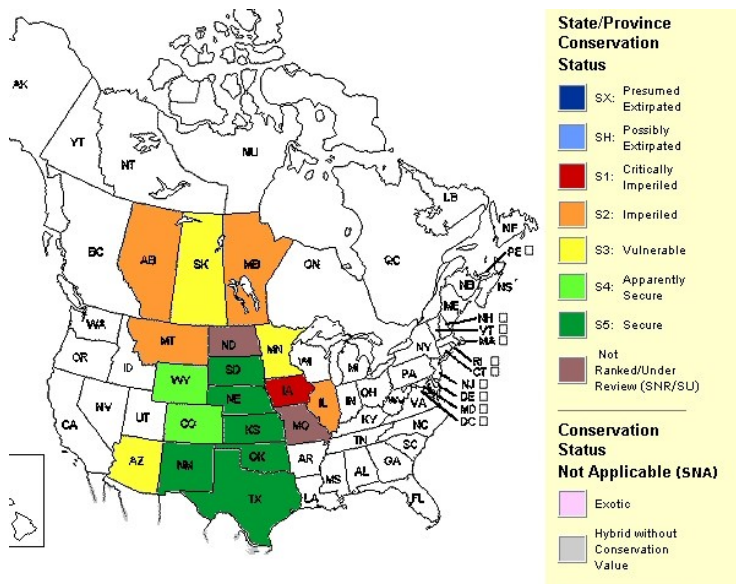 State/Province
Conservation
Status
SX: Presumed
Extirpated
SH: Possibly
Extirpated
S1: Critically
Imperiled
S2: Imperiled
S3: Vulnerable
S4: Apparently
Secure
S5: Secure
Not
Ranked/Under
Review (SNR/SU)
Conservation
Status
Not Applicable (SNA)
Exotic
Hybrid without
Conservation
Value
AK
YT
NT
NU
BC
AB
SK
MB
ON
QC
LB
NF
PE
NB
NS
ME
NH
VT
MA
RI
CT
NJ
DE
MD
DC
NY
PA
WV
VA
NC
SC
GA
FL
WA
OR
ID
MT
ND
MN
WI
MI
SD
WY
NE
IA
IL
IN
OH
KY
TN
CA
NV
UT
CO
KS
MO
AZ
NM
OK
TX
AR
LA
MS
AL